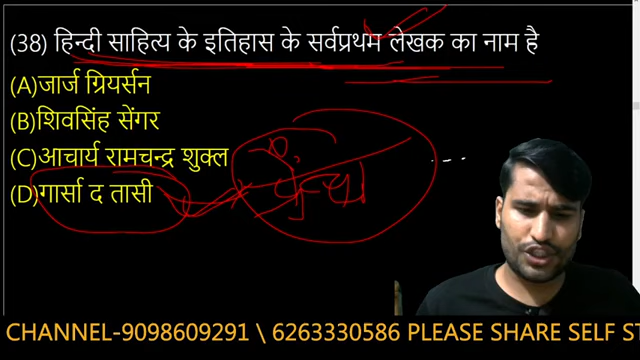 (38) हिन्दी साहित्य के इतिहास के सर्वप्रथम लेखक का नाम है
(A)जार्ज ग्रियर्सन
(B)शिवसिंह सेंगर
(C)आचार्य रामचन्द्र शुक्ल
(D)गार्सा द तासी
CHANNEL-9098609291 \ 6263330586 PLEASE SHARE SELF ST